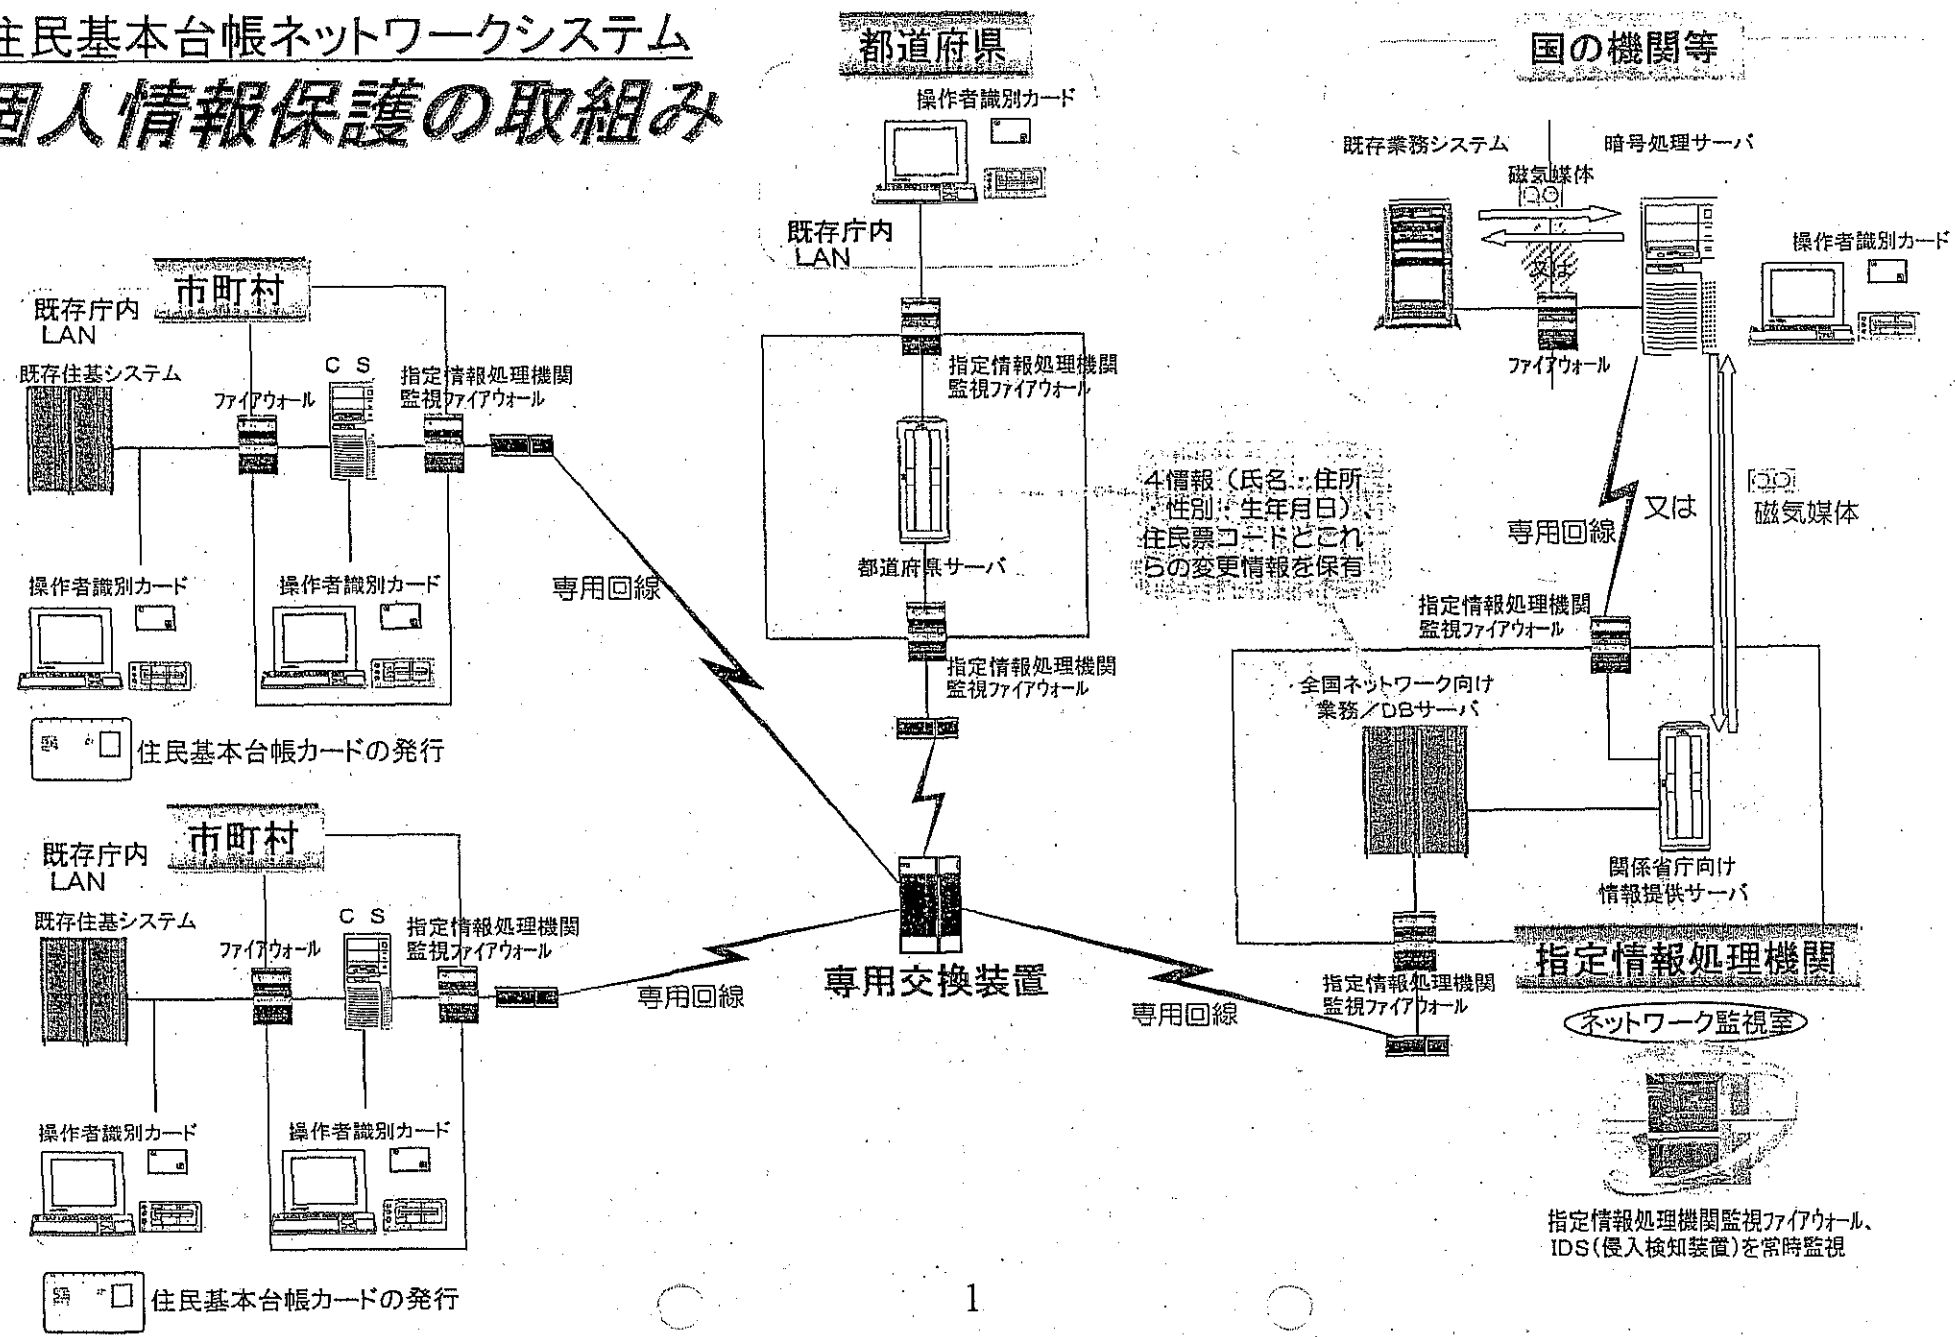 住民基本台帳ネットワークシステム
個人情報保護の取組み
都道府県
操作者識別カード
既存庁内
LAN
指定情報処理機関
監視ファイアウォール
都道府県サーバ
指定情報処理機関
監視ファイアウォール
国の機関等
既存業務システム
暗号処理サーバ
磁気媒体
又は
操作者識別カード
ファイアウォール
専用回線
又は
磁気媒体
4情報（氏名・住所
・性別・生年月日）、
住民票コードとこれ
らの変更情報を保有
市町村
既存庁内
LAN
既存住基システム
ファイアウォール
CS
指定情報処理機関
監視ファイアウォール
操作者識別カード
操作者識別カード
専用回線
住民基本台帳カードの発行
市町村
既存庁内
LAN
既存住基システム
ファイアウォール
CS
指定情報処理機関
監視ファイアウォール
専用回線
操作者識別カード
操作者識別カード
住民基本台帳カードの発行
専用交換装置
専用回線
指定情報処理機関
監視ファイアウォール
全国ネットワーク向け
業務/DBサーバ
関係省庁向け
情報提供サーバ
指定情報処理機関
監視ファイアウォール
指定情報処理機関
ネットワーク監視室
指定情報処理機関監視ファイアウォール、
IDS(侵入検知装置)を常時監視
1